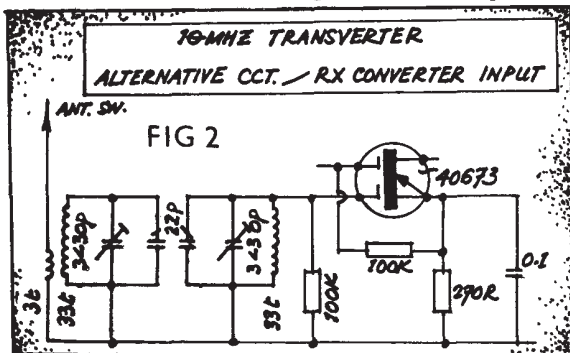 10MHZ TRANSVERTER
ALTERNATIVE CCT. / RX CONVERTER INPUT
ANT. SW.
FIG 2
40673
3-30p
22p
3-30p
100K
0.1
3t
33t
33t
100K
270R